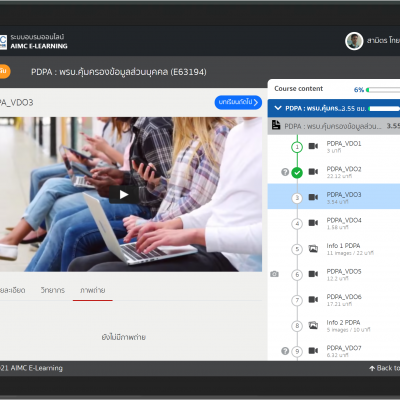 ระบบอบรมออนไลน์
AIMC E-LEARNING
สามิตร ไทย
PDPA : พรบ.คุ้มครองข้อมูลส่วนบุคคล (E63194)
Course content
6%
PDPA : พรบ.คุ้มคร...
3.55 ชม.
PDPA : พรบ.คุ้มครองข้อมูลส่วน...
3.55
PA_VDO3
บทเรียนถัดไป
1
PDPA_VDO1
5 นาที
PDPA_VDO2
22.12 นาที
3
PDPA_VDO3
3.54 นาที
4
PDPA_VDO4
1.58 นาที
5
Info 1 PDPA
11 images / 22 นาที
6
PDPA_VDO5
12.2 นาที
7
PDPA_VDO6
17.21 นาที
8
Info 2 PDPA
5 images / 10 นาที
9
PDPA_VDO7
6.32 นาที
ยละเอียด
วิทยากร
ภาพถ่าย
ยังไม่มีภาพถ่าย
21 AIMC E-Learning
Back to